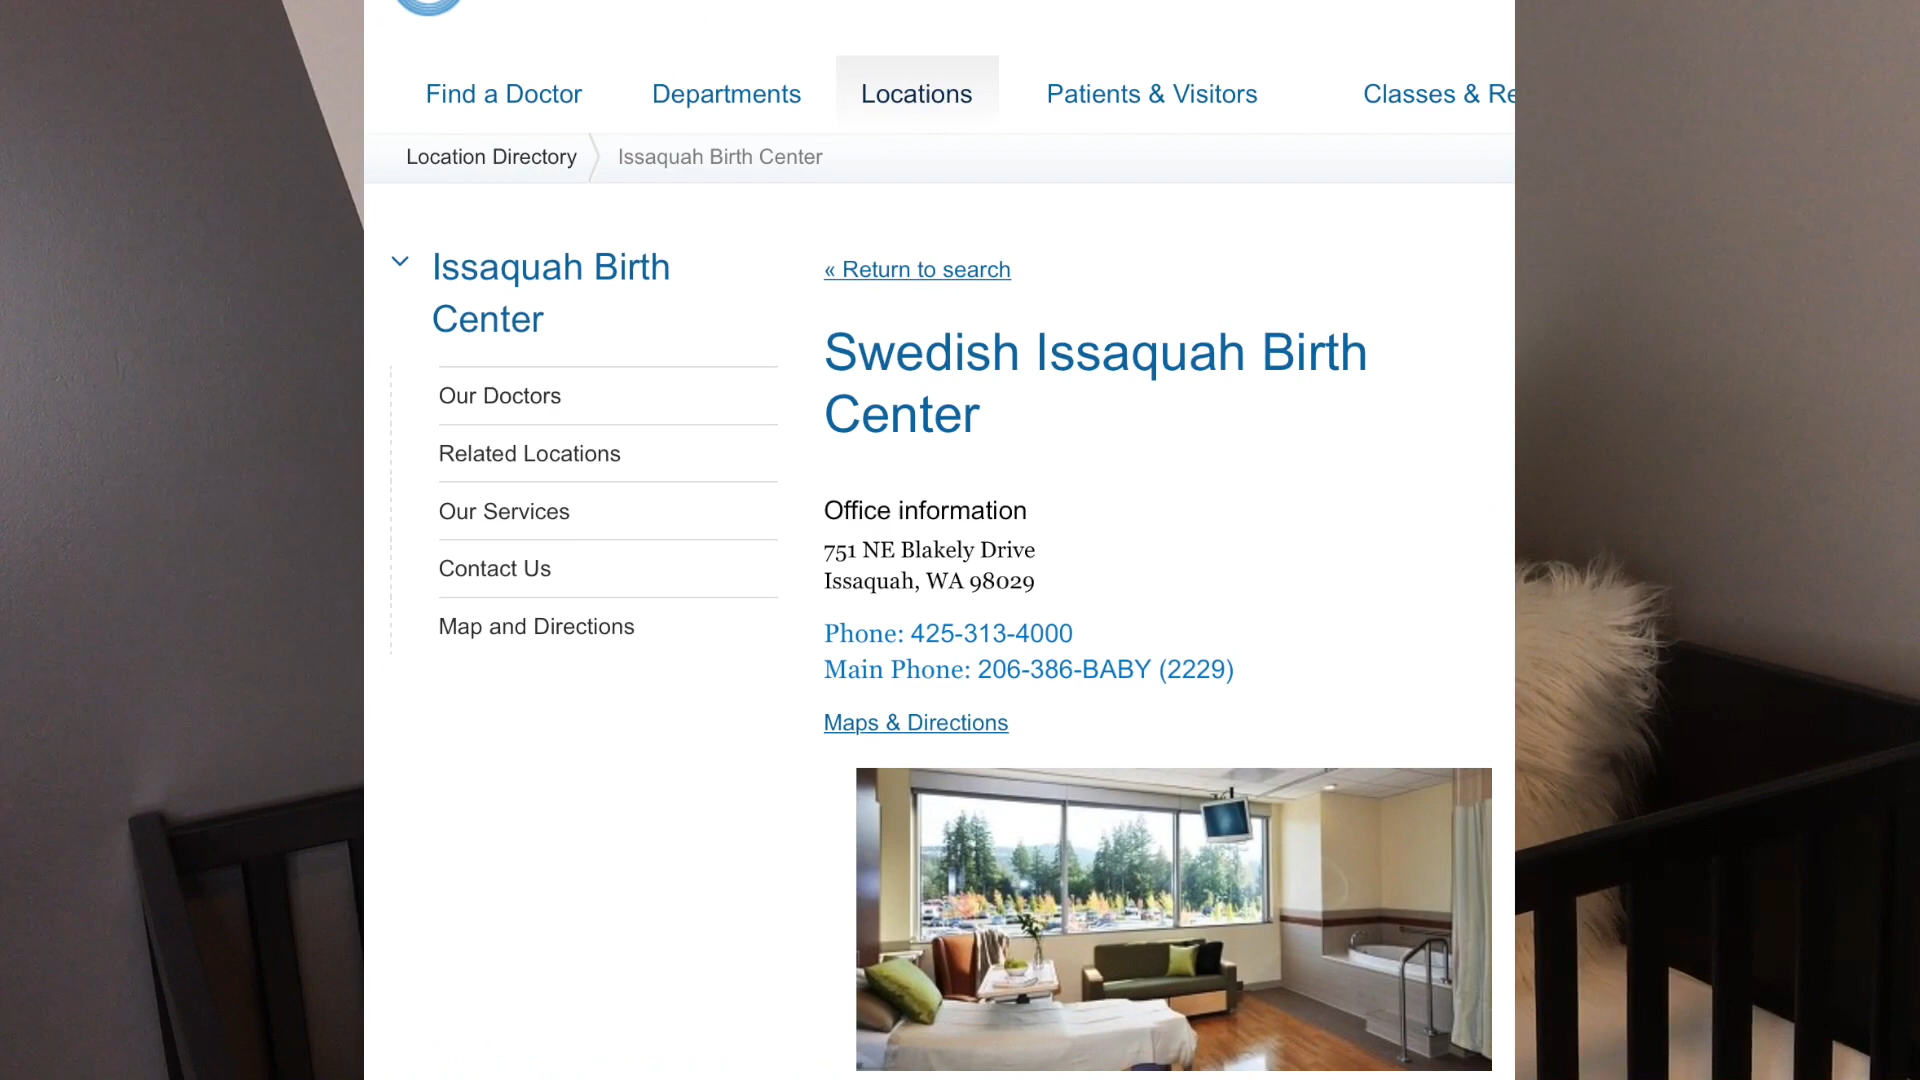 Find a Doctor
Departments
Locations
Patients & Visitors
Classes & Re
Location Directory
Issaquah Birth Center
Issaquah Birth
Center
Our Doctors
Related Locations
Our Services
Contact Us
Map and Directions
« Return to search
Swedish Issaquah Birth
Center
Office information
751 NE Blakely Drive
Issaquah, WA 98029
Phone: 425-313-4000
Main Phone: 206-386-BABY (2229)
Maps & Directions